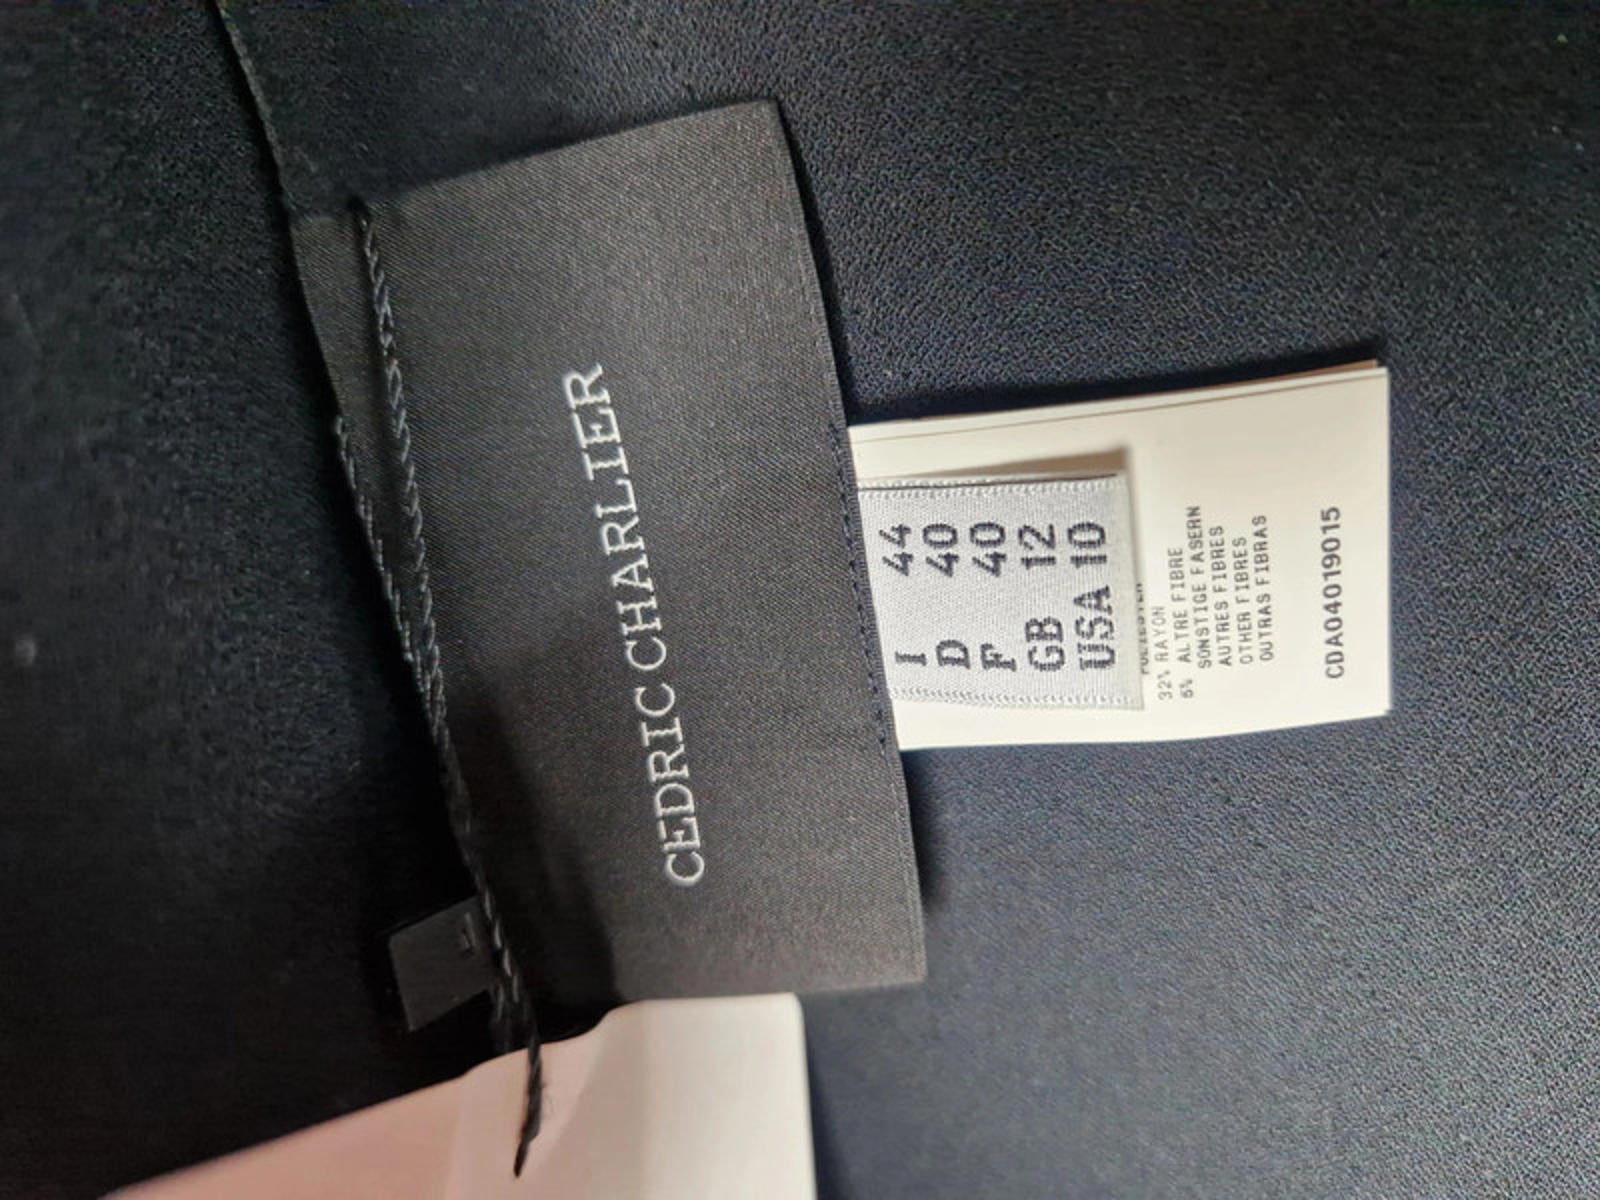 CEDRIC CHARLIER
I 44
D 40
F 40
GB 12
USA 10
32% RAYON
5% ALTRE FIBRE
SONSTIGE FASERN
AUTRES FIBRES
OTHER FIBRES
OUTRAS FIBRAS
CDA04019015